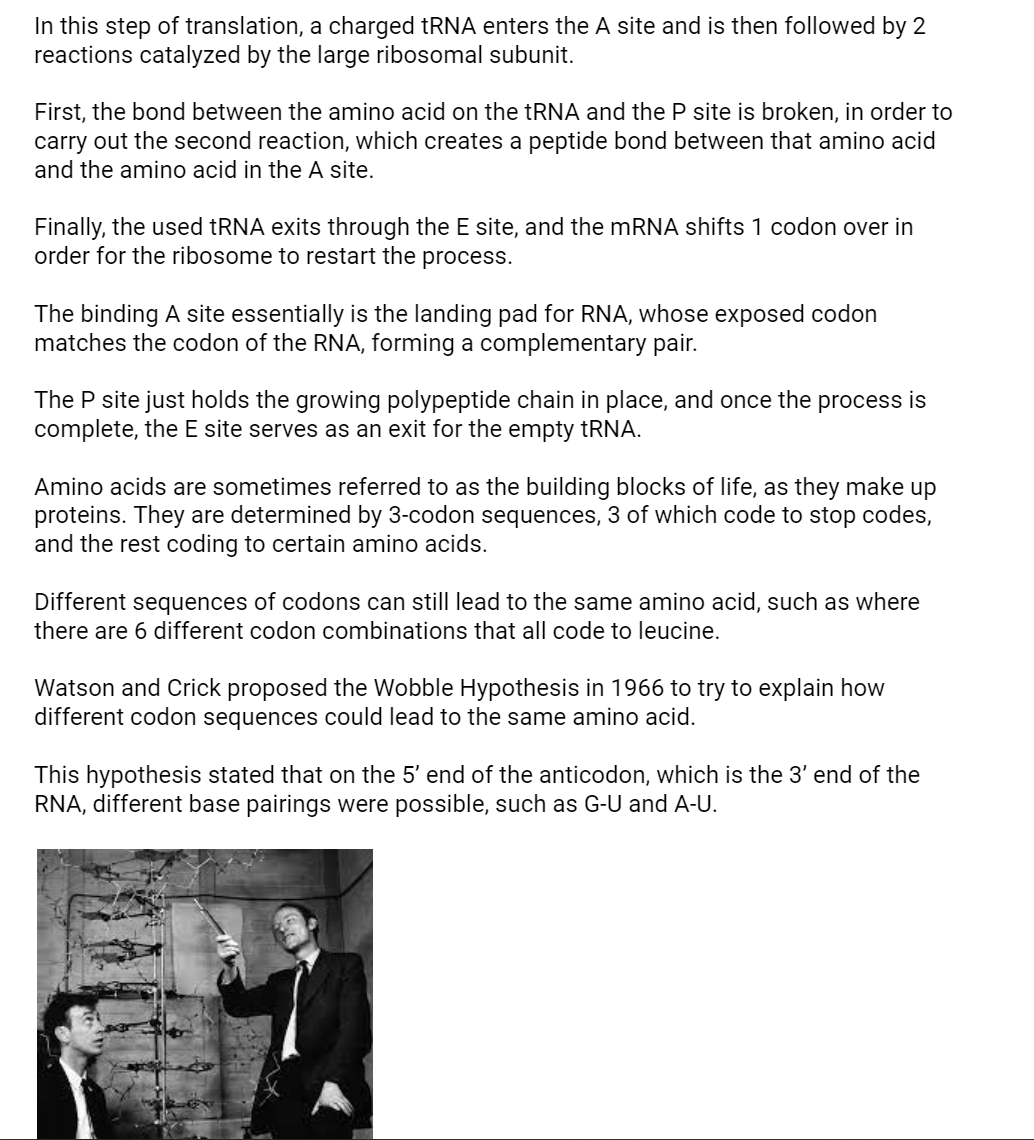 In this step of translation, a charged tRNA enters the A site and is then followed by 2
reactions catalyzed by the large ribosomal subunit.
First, the bond between the amino acid on the tRNA and the P site is broken, in order to
carry out the second reaction, which creates a peptide bond between that amino acid
and the amino acid in the A site.
Finally, the used tRNA exits through the E site, and the mRNA shifts 1 codon over in
order for the ribosome to restart the process.
The binding A site essentially is the landing pad for RNA, whose exposed codon
matches the codon of the RNA, forming a complementary pair.
The P site just holds the growing polypeptide chain in place, and once the process is
complete, the E site serves as an exit for the empty tRNA.
Amino acids are sometimes referred to as the building blocks of life, as they make up
proteins. They are determined by 3-codon sequences, 3 of which code to stop codes,
and the rest coding to certain amino acids.
Different sequences of codons can still lead to the same amino acid, such as where
there are 6 different codon combinations that all code to leucine.
Watson and Crick proposed the Wobble Hypothesis in 1966 to try to explain how
different codon sequences could lead to the same amino acid.
This hypothesis stated that on the 5’ end of the anticodon, which is the 3’ end of the
RNA, different base pairings were possible, such as G-U and A-U.